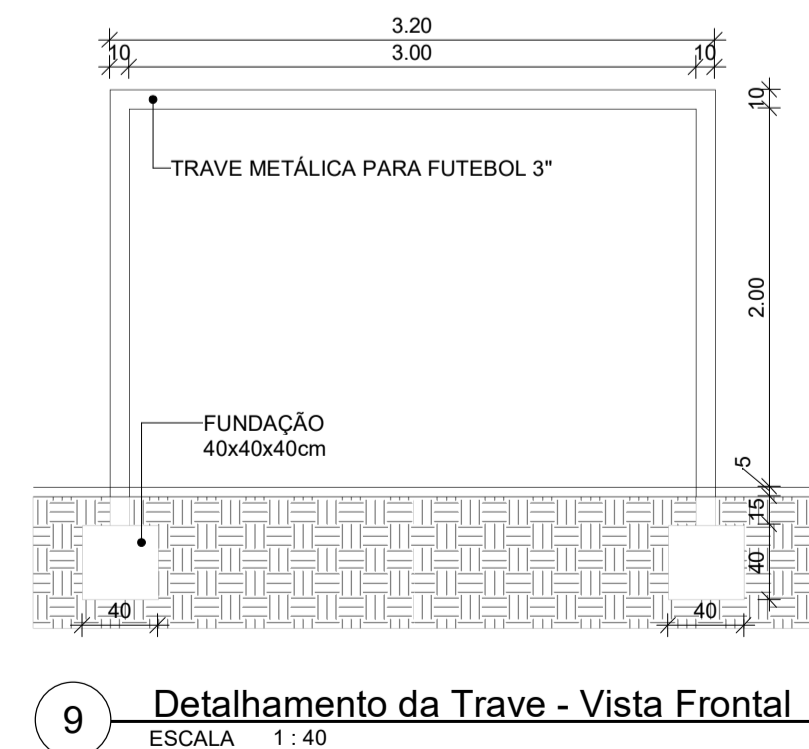 3.20
10
3.00
10
10
TRAVE METÁLICA PARA FUTEBOL 3"
2.00
FUNDAÇÃO
40x40x40cm
5
15
40
40
40
9
Detalhamento da Trave - Vista Frontal
ESCALA 1 : 40